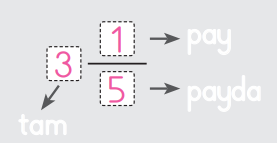 1 → pay
3
5 → payda
tam